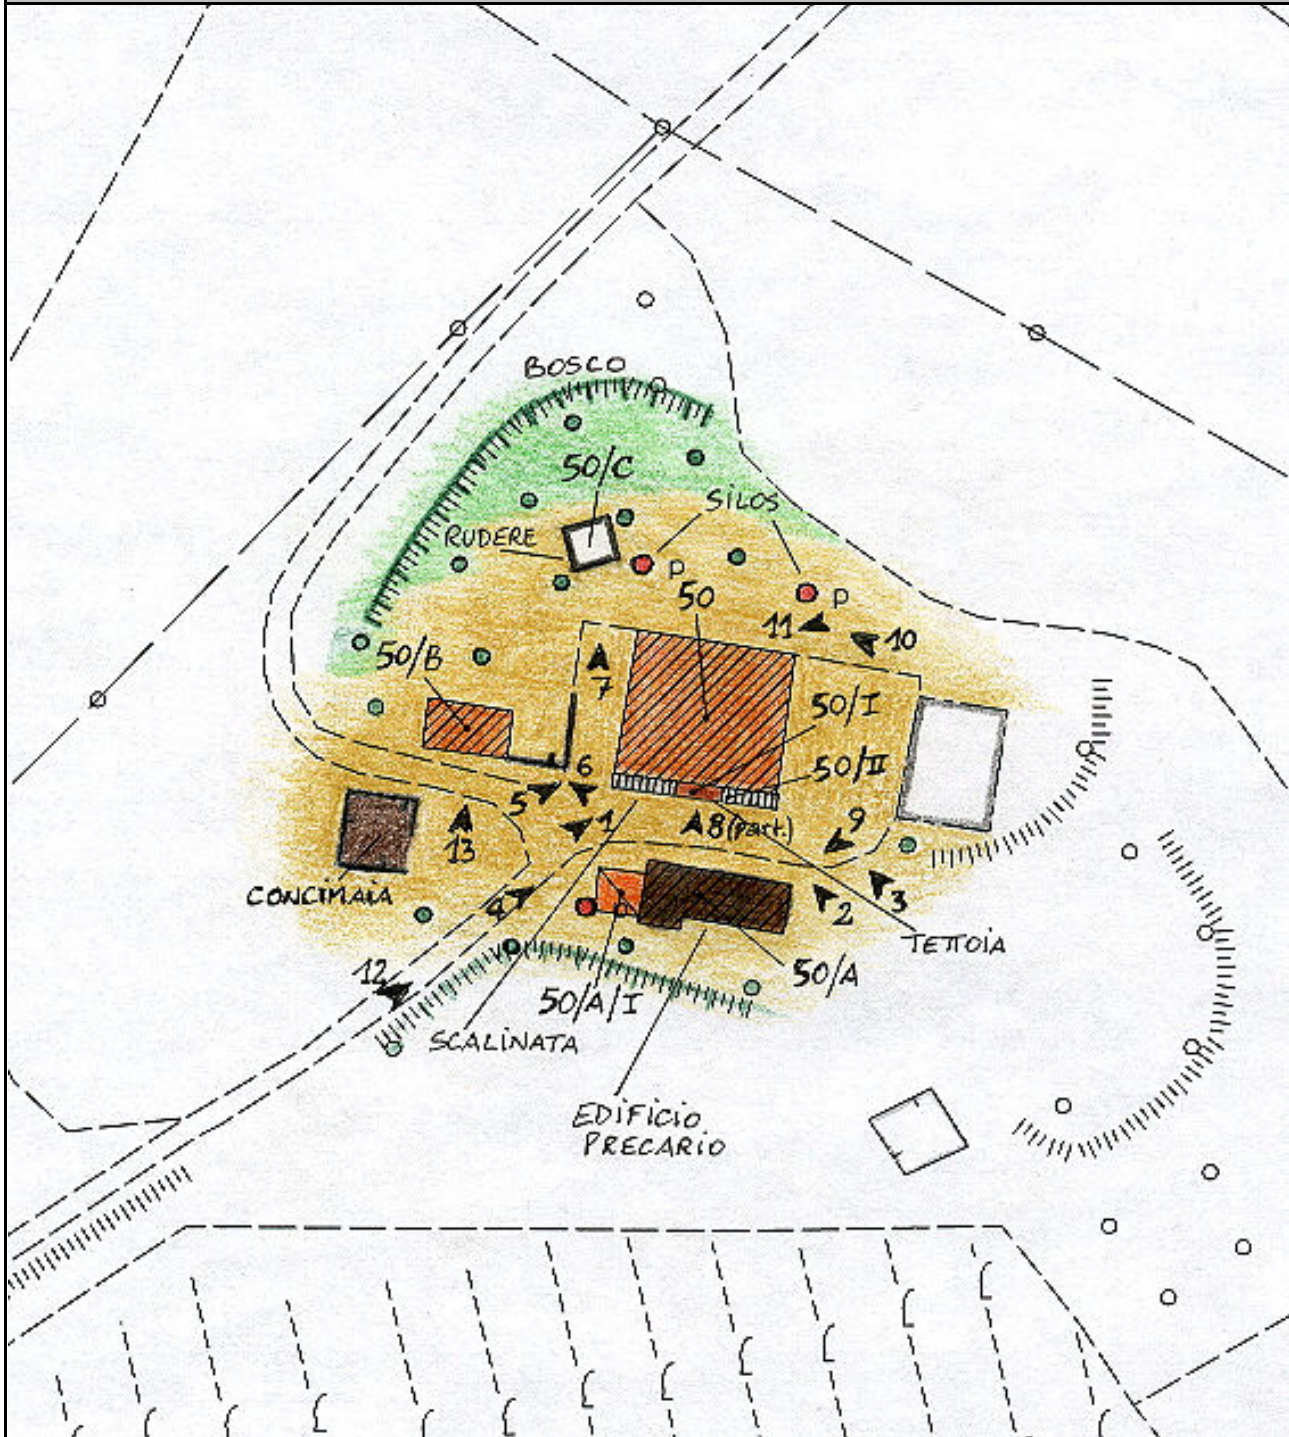 BOSCO
50/C
SILOS
RUDERE
P
50
P
11
10
50/B
7
50/I
6
50/II
5
1
8 (part.)
9
13
CONCIMAIA
4
2
3
TETTOIA
12
50/A/I
50/A
SCALINATA
EDIFICIO
PRECARIO